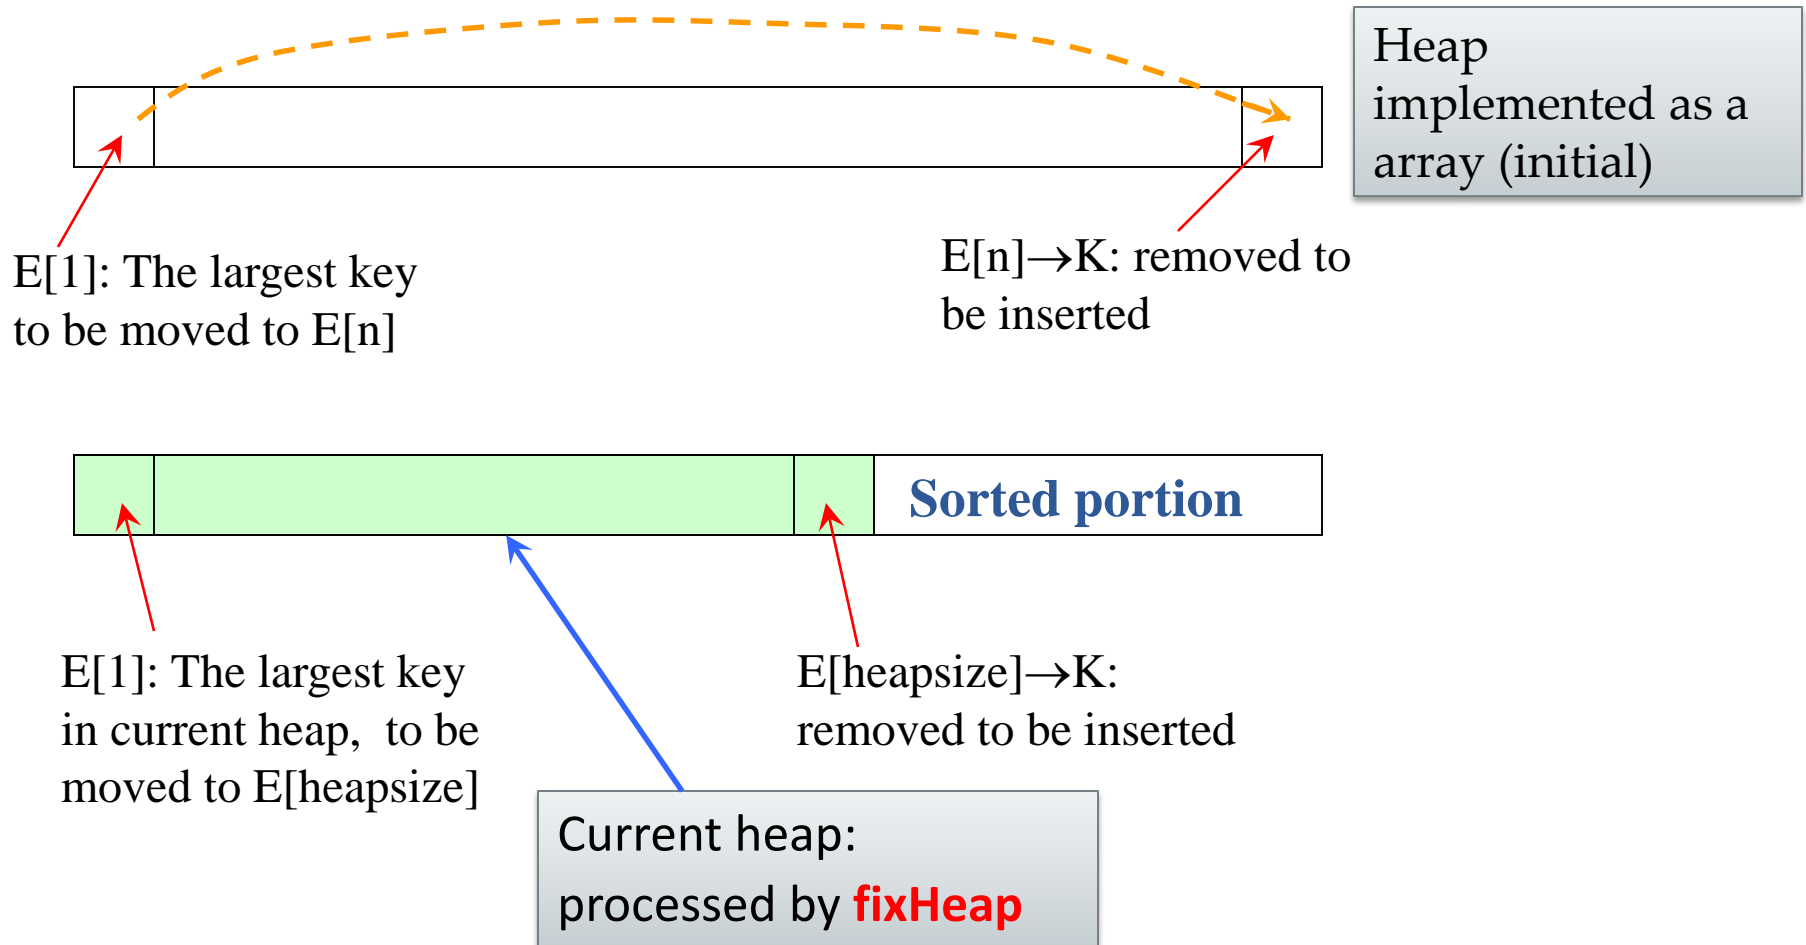 Heap
implemented as a
array (initial)
E[1]: The largest key
to be moved to E[n]
E[n]→K: removed to
be inserted
Sorted portion
E[1]: The largest key
in current heap, to be
moved to E[heapsize]
E[heapsize]→K:
removed to be inserted
Current heap:
processed by fixHeap